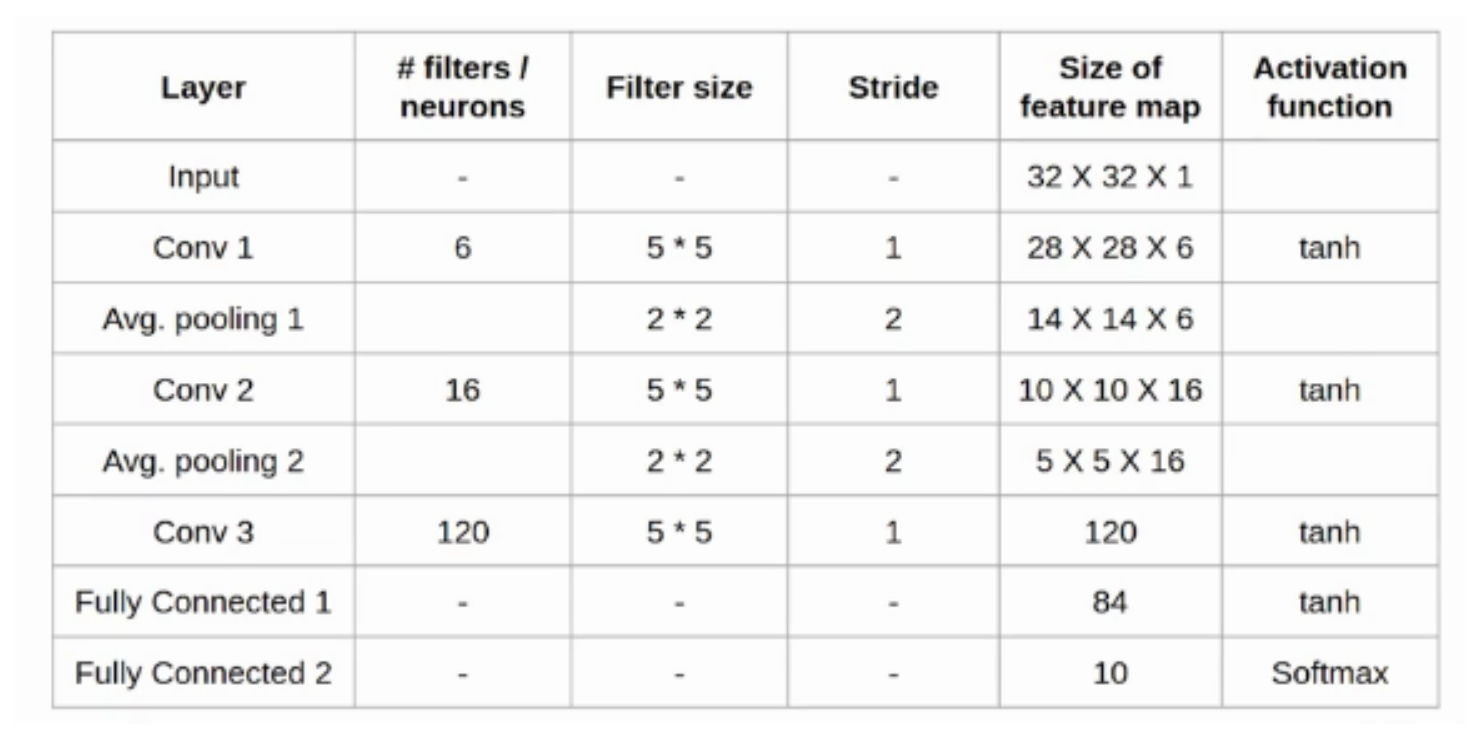 Layer | # filters / neurons | Filter size | Stride | Size of feature map | Activation function
Input | - | - | - | 32 X 32 X 1 |
Conv 1 | 6 | 5 * 5 | 1 | 28 X 28 X 6 | tanh
Avg. pooling 1 | | 2 * 2 | 2 | 14 X 14 X 6 |
Conv 2 | 16 | 5 * 5 | 1 | 10 X 10 X 16 | tanh
Avg. pooling 2 | | 2 * 2 | 2 | 5 X 5 X 16 |
Conv 3 | 120 | 5 * 5 | 1 | 120 | tanh
Fully Connected 1 | - | - | - | 84 | tanh
Fully Connected 2 | - | - | - | 10 | Softmax